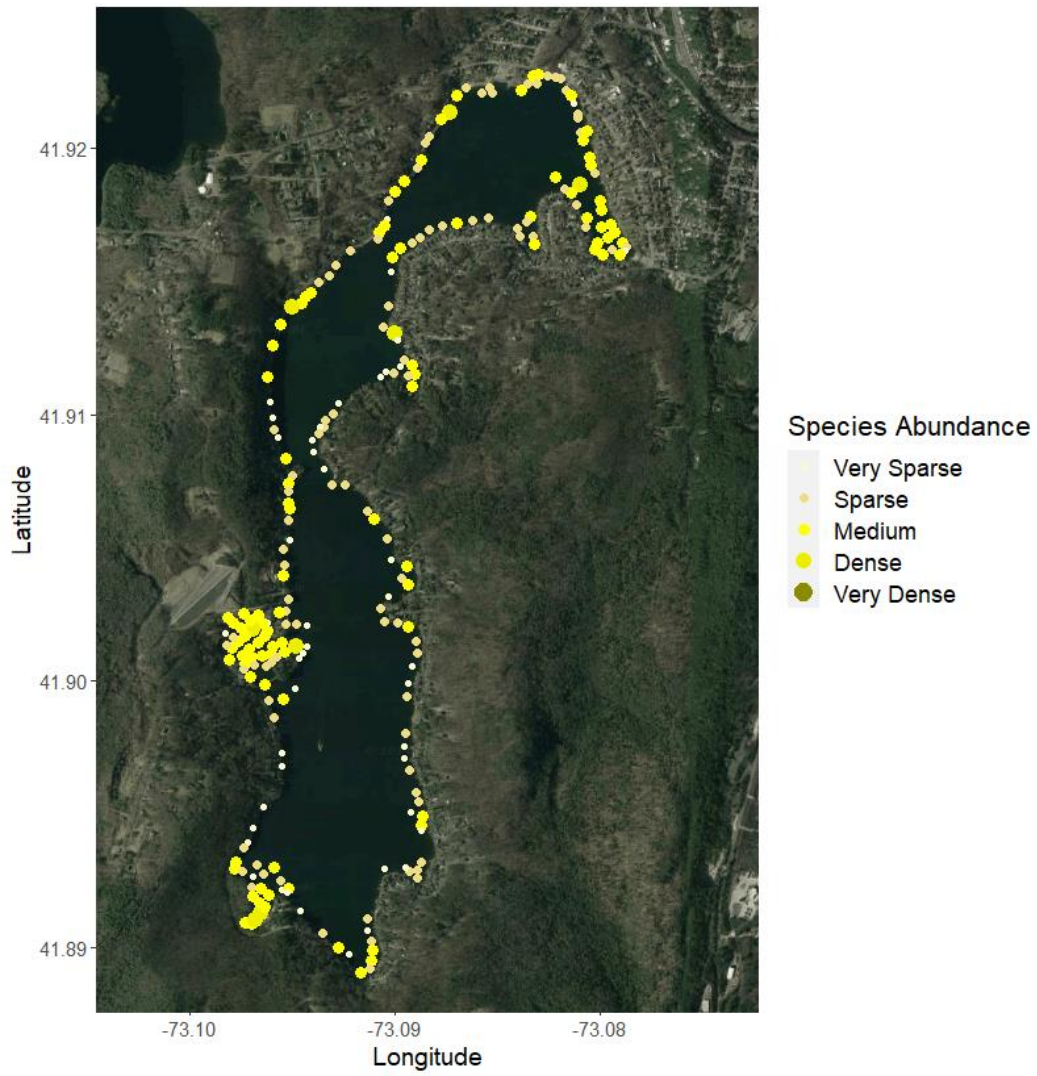 41.92
41.91
41.90
41.89
Latitude
-73.10
-73.09
-73.08
Longitude
Species Abundance
Very Sparse
Sparse
Medium
Dense
Very Dense